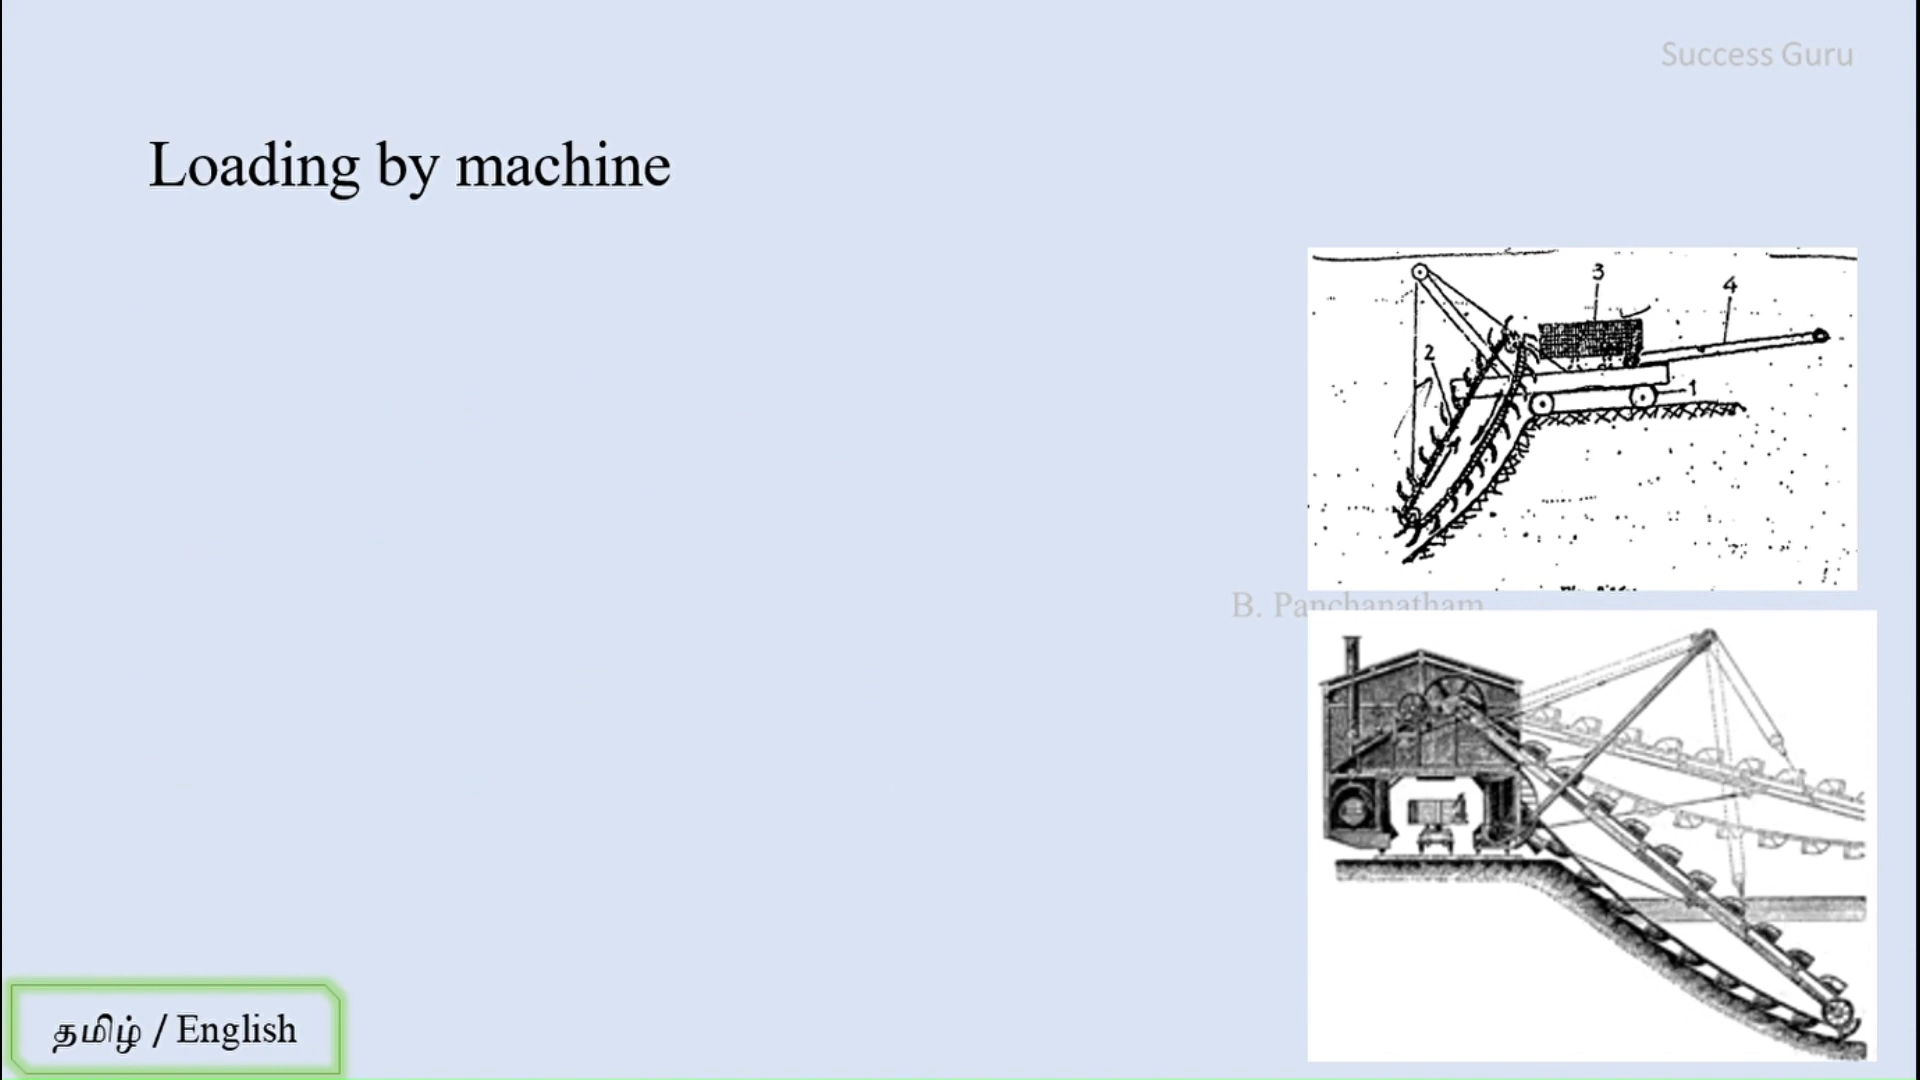 Success Guru
Loading by machine
3
4
2
1
B. Panchanatham
தமிழ் / English